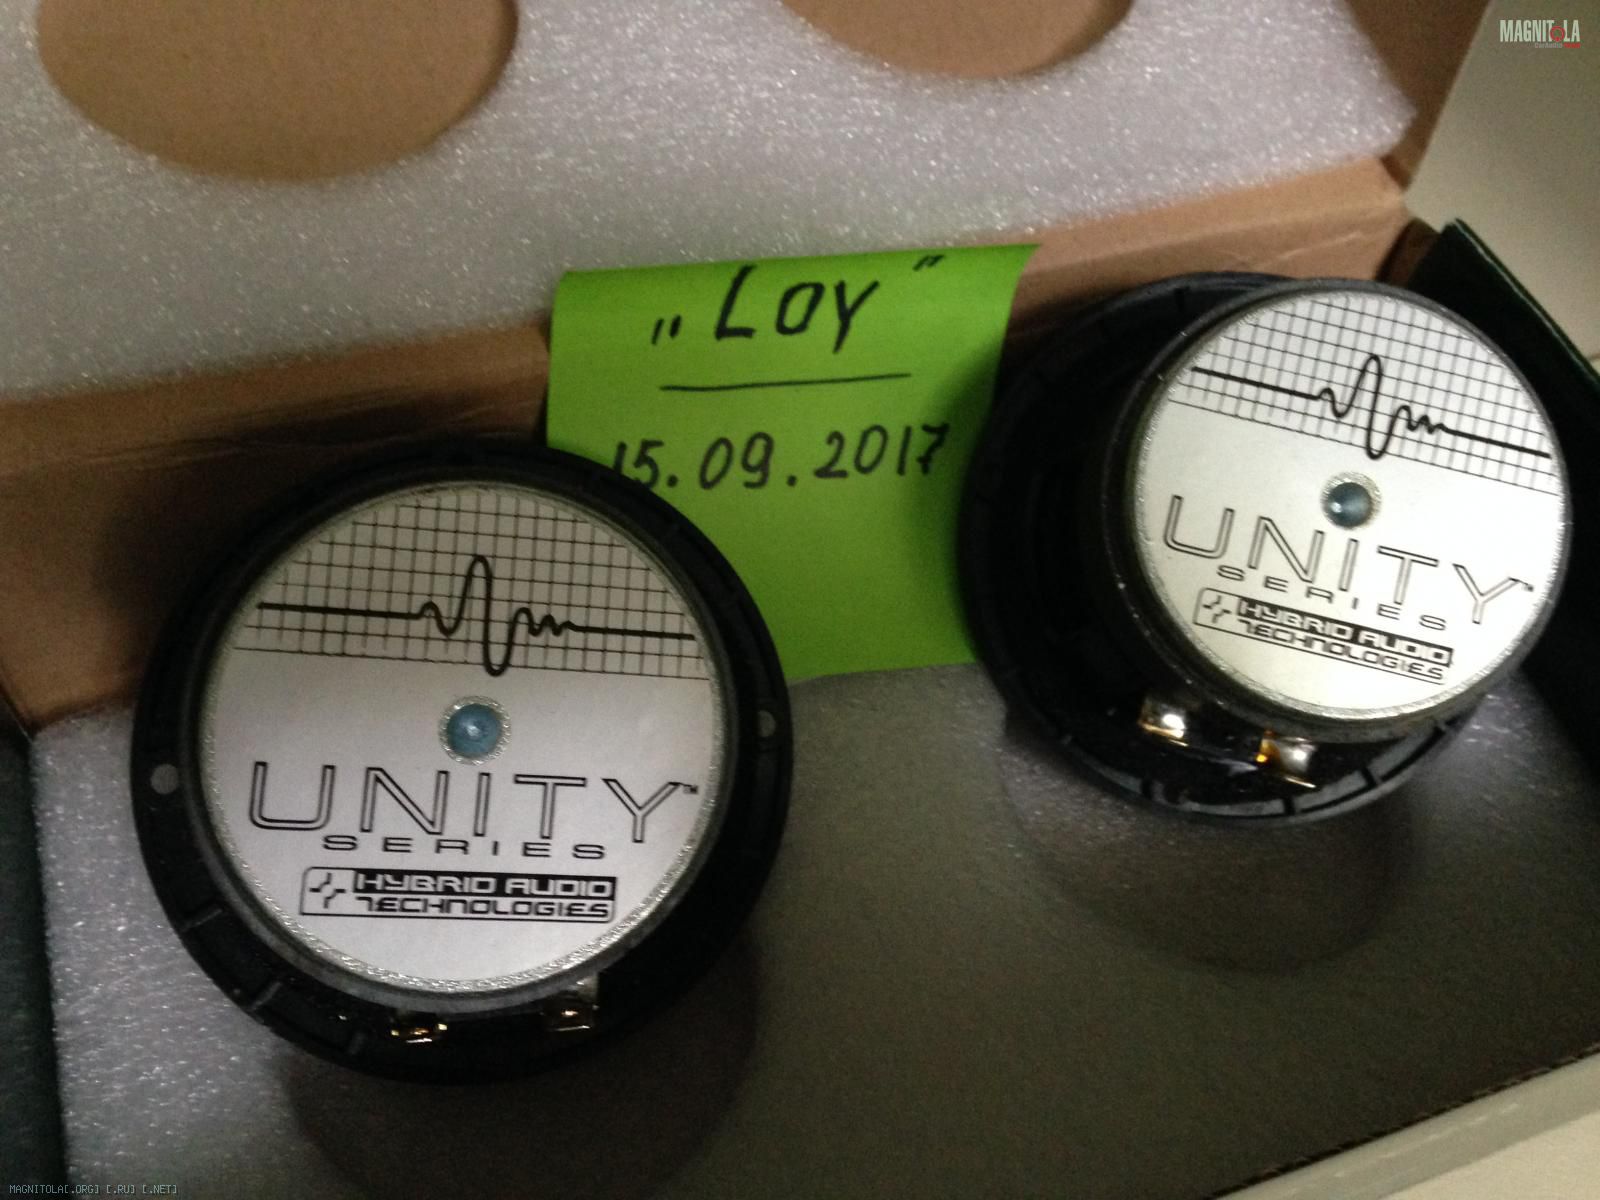 MAGNITOLA
CarAudio
„Loy”
15.09.2017
UNITY™
SERIES
HYBRID AUDIO
TECHNOLOGIES
UNITY™
SERIES
HYBRID AUDIO
TECHNOLOGIES
MAGNITOLA[.ORG] [.RU] [.NET]